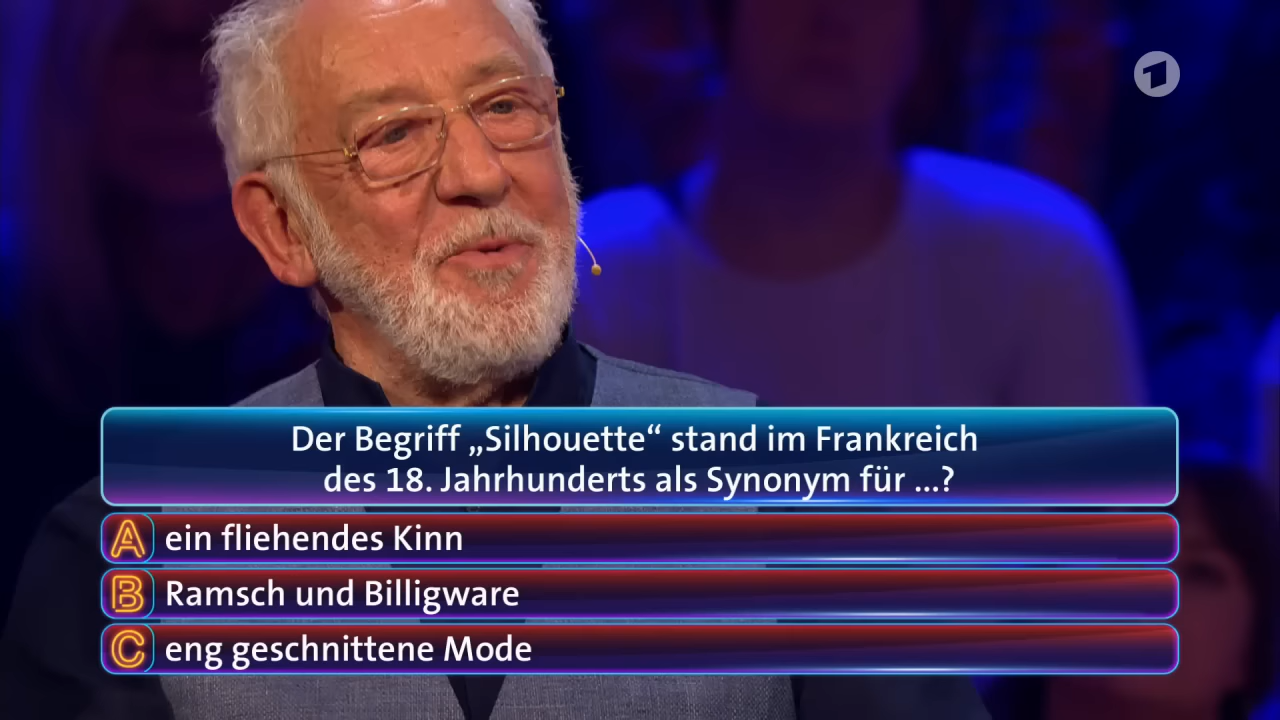 1
Der Begriff „Silhouette“ stand im Frankreich
des 18. Jahrhunderts als Synonym für ...?
A ein fliehendes Kinn
B Ramsch und Billigware
C eng geschnittene Mode